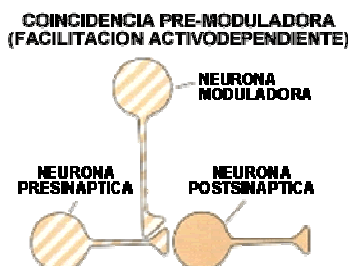 COINCIDENCIA PRE-MODULADORA
(FACILITACION ACTIVODEPENDIENTE)
NEURONA
MODULADORA
NEURONA
PRESINAPTICA
NEURONA
POSTSINAPTICA